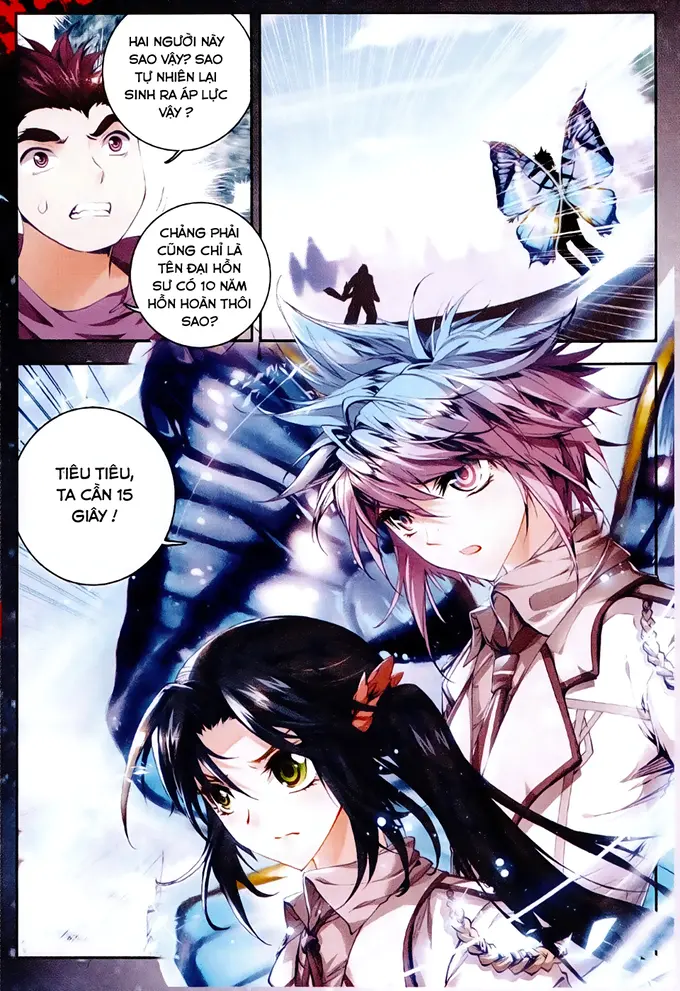 HAI NGƯỜI NÀY
SAO VẬY? SAO
TỰ NHIÊN LẠI
SINH RA ÁP LỰC
VẬY ?
CHẢNG PHẢI
CŨNG CHỈ LÀ
TÊN ĐẠI HỒN
SƯ CÓ 10 NĂM
HỒN HOÀN THÔI
SAO?
TIÊU TIÊU,
TA CẦN 15
GIÂY !